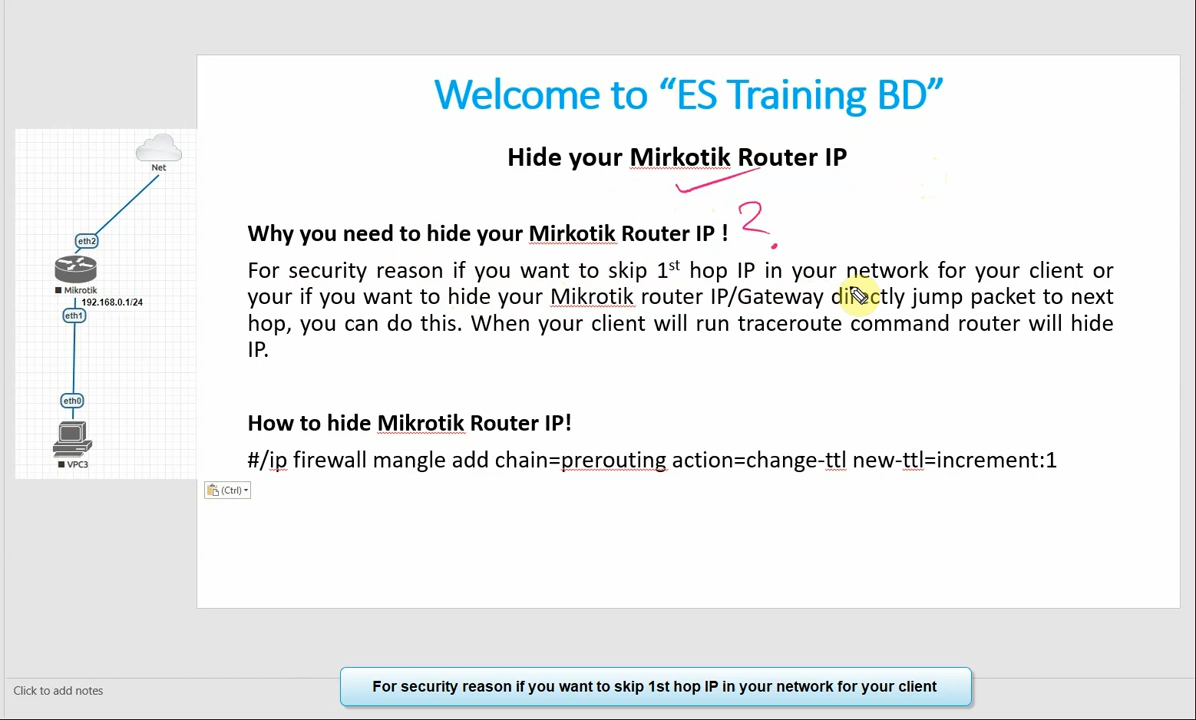 Welcome to “ES Training BD”
Hide your Mirkotik Router IP
Why you need to hide your Mirkotik Router IP !
?
For security reason if you want to skip 1st hop IP in your network for your client or
your if you want to hide your Mikrotik router IP/Gateway directly jump packet to next
hop, you can do this. When your client will run traceroute command router will hide
IP.
How to hide Mikrotik Router IP!
#/ip firewall mangle add chain=prerouting action=change-ttl new-ttl=increment:1
Net
eth2
Mikrotik
192.168.0.1/24
eth1
eth0
VPC3
(Ctrl)
Click to add notes
For security reason if you want to skip 1st hop IP in your network for your client